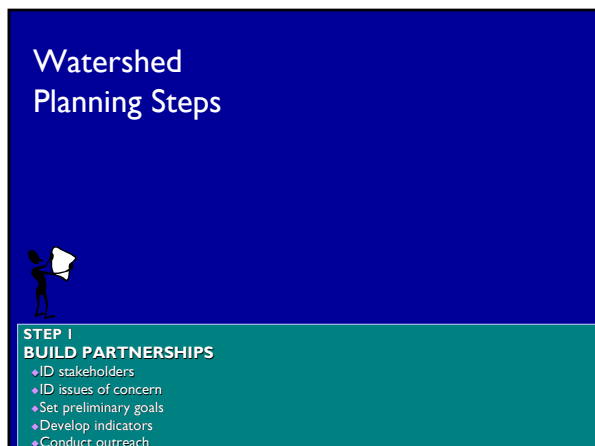 Watershed
Planning Steps
STEP 1
BUILD PARTNERSHIPS
◆ID stakeholders
◆ID issues of concern
◆Set preliminary goals
◆Develop indicators
◆Conduct outreach